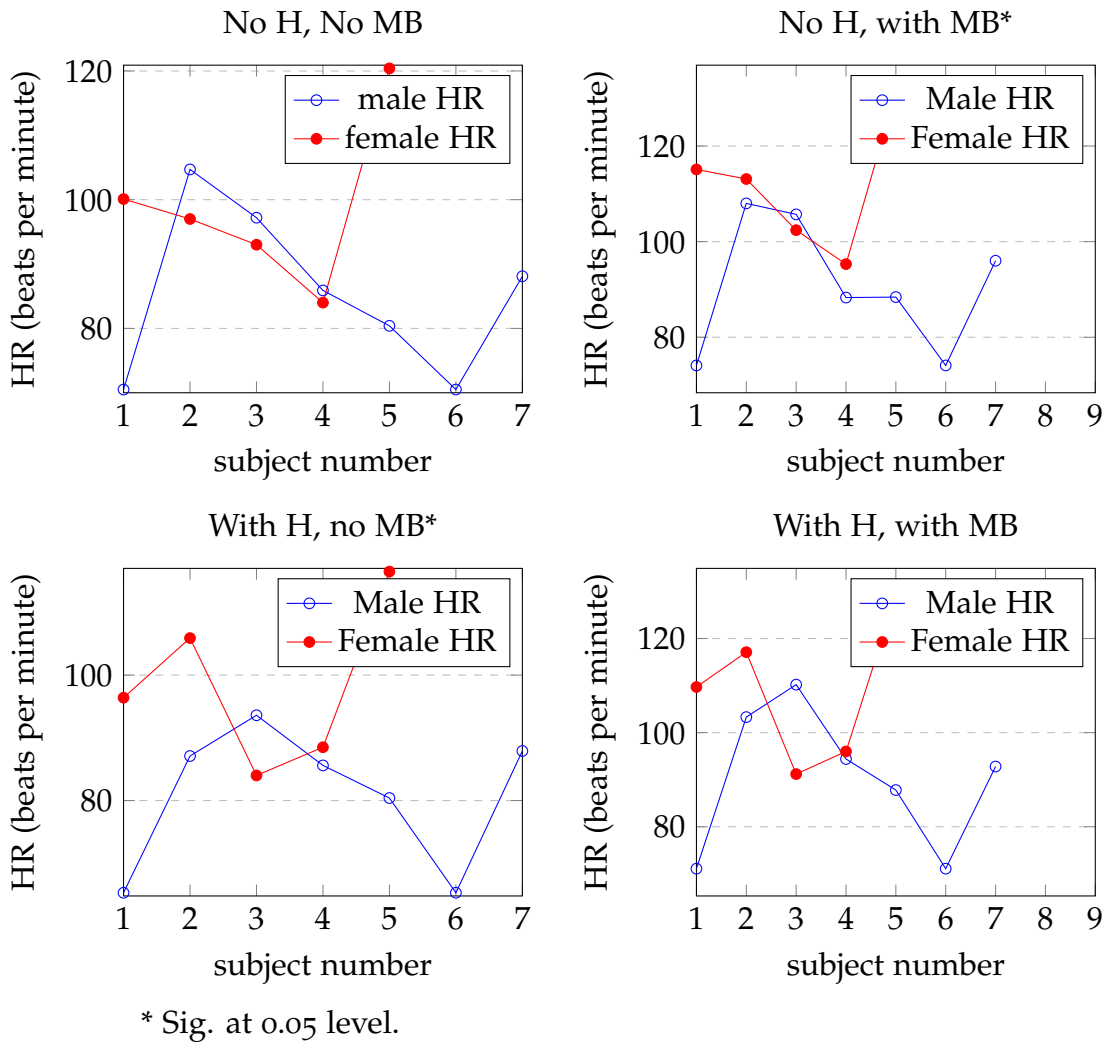 No H, No MB
HR (beats per minute)
120
100
80
male HR
female HR
1 2 3 4 5 6 7
subject number
No H, with MB*
HR (beats per minute)
120
100
80
Male HR
Female HR
1 2 3 4 5 6 7 8 9
subject number
With H, no MB*
HR (beats per minute)
100
80
Male HR
Female HR
1 2 3 4 5 6 7
subject number
With H, with MB
HR (beats per minute)
120
100
80
Male HR
Female HR
1 2 3 4 5 6 7 8 9
subject number
* Sig. at 0.05 level.